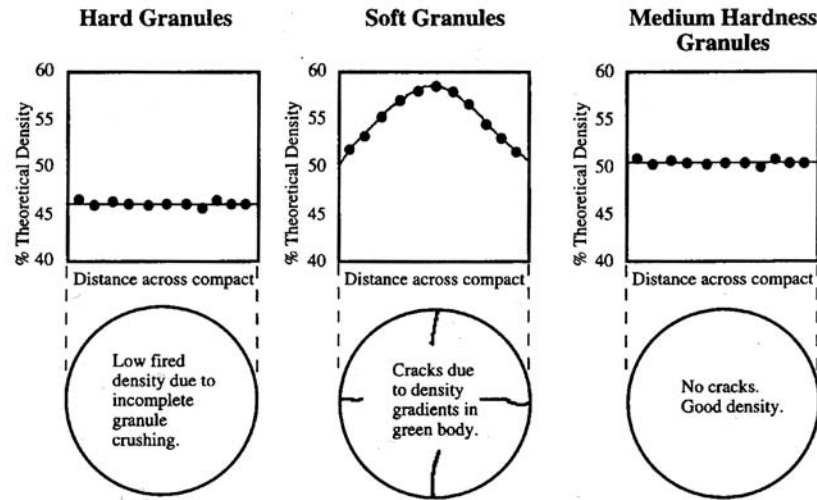 Hard Granules
Soft Granules
Medium Hardness
Granules
% Theoretical Density
60
55
50
45
40
Distance across compact
% Theoretical Density
60
55
50
45
40
Distance across compact
% Theoretical Density
60
55
50
45
40
Distance across compact
Low fired
density due to
incomplete
granule
crushing.
Cracks due
to density
gradients in
green body.
No cracks.
Good density.